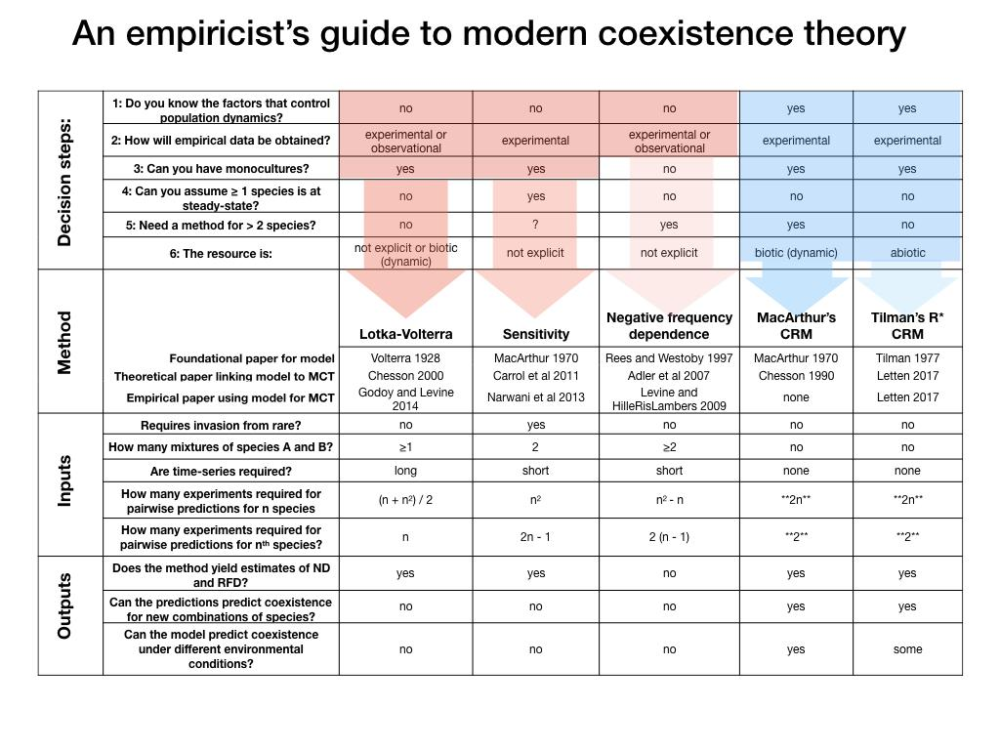 An empiricist's guide to modern coexistence theory
Decision steps:
1: Do you know the factors that control
population dynamics?
no no no yes yes
2: How will empirical data be obtained?
experimental or
observational
experimental
experimental or
observational
experimental experimental
3: Can you have monocultures?
yes yes no yes yes
4: Can you assume ≥ 1 species is at
steady-state?
no yes no no no
5: Need a method for > 2 species?
no ? yes yes no
6: The resource is:
not explicit or biotic
(dynamic)
not explicit not explicit biotic (dynamic) abiotic
Method
Lotka-Volterra
Sensitivity
Negative frequency
dependence
MacArthur's
CRM
Tilman's R*
CRM
Foundational paper for model
Volterra 1928 MacArthur 1970 Rees and Westoby 1997 MacArthur 1970 Tilman 1977
Theoretical paper linking model to MCT
Chesson 2000 Carrol et al 2011 Adler et al 2007 Chesson 1990 Letten 2017
Empirical paper using model for MCT
Godoy and Levine
2014
Narwani et al 2013
Levine and
HilleRisLambers 2009
none Letten 2017
Inputs
Requires invasion from rare?
no yes no no no
How many mixtures of species A and B?
≥1 2 ≥2 no no
Are time-series required?
long short short none none
How many experiments required for
pairwise predictions for n species
(n + n²) / 2 n² n² - n **2n** **2n**
How many experiments required for
pairwise predictions for nᵗʰ species?
n 2n - 1 2 (n - 1) **2** **2**
Outputs
Does the method yield estimates of ND
and RFD?
yes yes no yes yes
Can the predictions predict coexistence
for new combinations of species?
no no no yes yes
Can the model predict coexistence
under different environmental
conditions?
no no no yes some